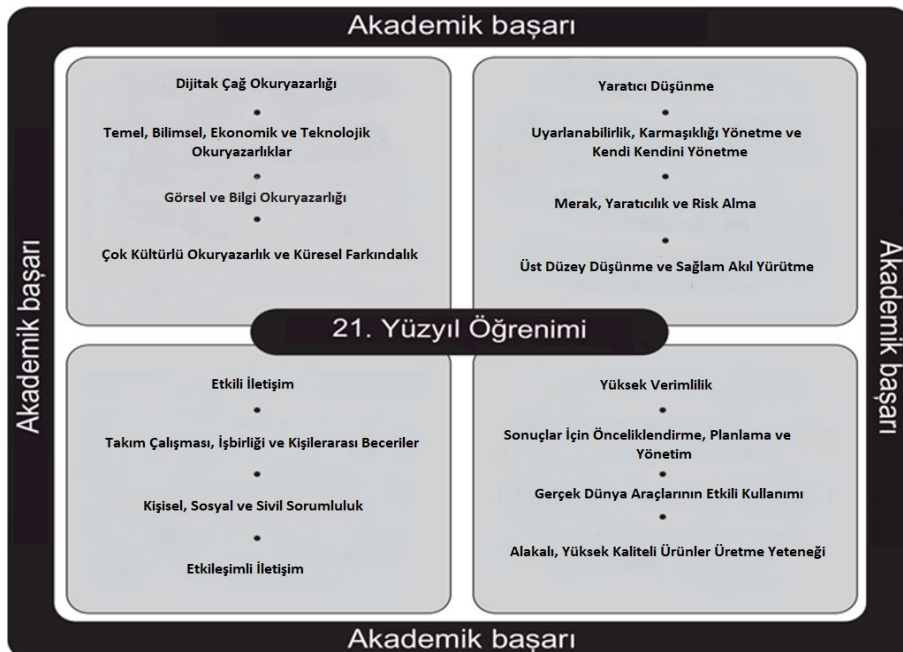 Akademik başarı
Dijitak Çağ Okuryazarlığı
Temel, Bilimsel, Ekonomik ve Teknolojik
Okuryazarlıklar
Görsel ve Bilgi Okuryazarlığı
Çok Kültürlü Okuryazarlık ve Küresel Farkındalık
Yaratıcı Düşünme
Uyarlanabilirlik, Karmaşıklığı Yönetme ve
Kendi Kendini Yönetme
Merak, Yaratıcılık ve Risk Alma
Üst Düzey Düşünme ve Sağlam Akıl Yürütme
Akademik başarı
21. Yüzyıl Öğrenimi
Akademik başarı
Etkili İletişim
Takım Çalışması, İşbirliği ve Kişilerarası Beceriler
Kişisel, Sosyal ve Sivil Sorumluluk
Etkileşimli İletişim
Yüksek Verimlilik
Sonuçlar İçin Önceliklendirme, Planlama ve
Yönetim
Gerçek Dünya Araçlarının Etkili Kullanımı
Alakalı, Yüksek Kaliteli Ürünler Üretme Yeteneği
Akademik başarı